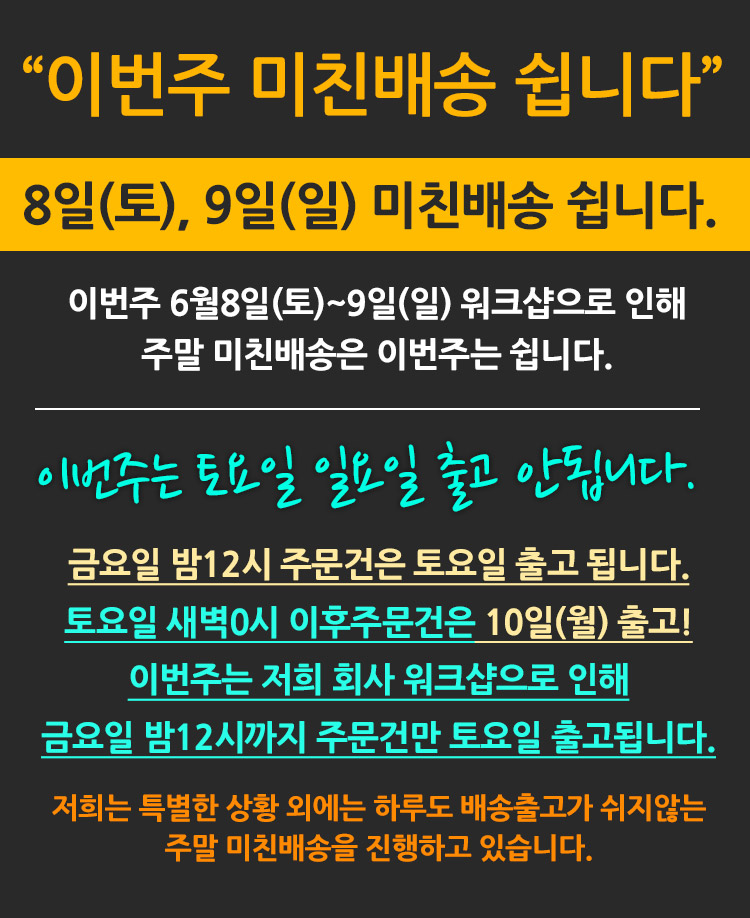 “이번주 미친배송 쉽니다”
8일(토), 9일(일) 미친배송 쉽니다.
이번주 6월8일(토)~9일(일) 워크샵으로 인해
주말 미친배송은 이번주는 쉽니다.
이번주는 토요일 일요일 출고 안됩니다.
금요일 밤12시 주문건은 토요일 출고 됩니다.
토요일 새벽0시 이후주문건은 10일(월) 출고!
이번주는 저희 회사 워크샵으로 인해
금요일 밤12시까지 주문건만 토요일 출고됩니다.
저희는 특별한 상황 외에는 하루도 배송출고가 쉬지않는
주말 미친배송을 진행하고 있습니다.